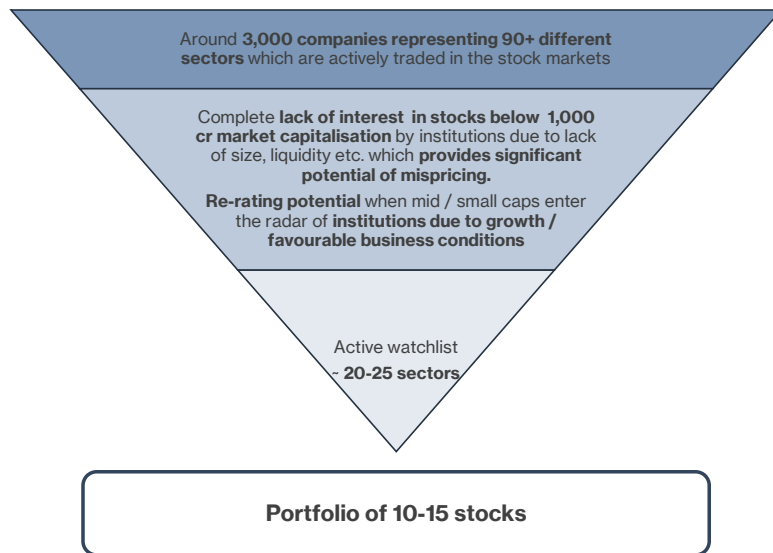 Around 3,000 companies representing 90+ different
sectors which are actively traded in the stock markets
Complete lack of interest in stocks below 1,000
cr market capitalisation by institutions due to lack
of size, liquidity etc. which provides significant
potential of mispricing.
Re-rating potential when mid / small caps enter
the radar of institutions due to growth /
favourable business conditions
Active watchlist
~ 20-25 sectors
Portfolio of 10-15 stocks